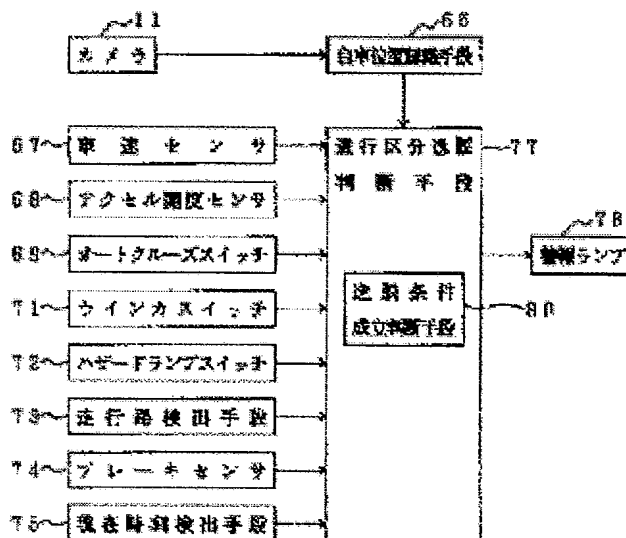 11
カメラ
66
自車位置認識手段
67
車速センサ
68
アクセル開度センサ
69
オートクルーズスイッチ
71
ウインカスイッチ
72
ハザードランプスイッチ
73
走行路検出手段
74
ブレーキセンサ
75
現在時刻検出手段
進行区分逸脱
判断手段
77
逸脱条件
成立判断手段
80
78
警報ランプ